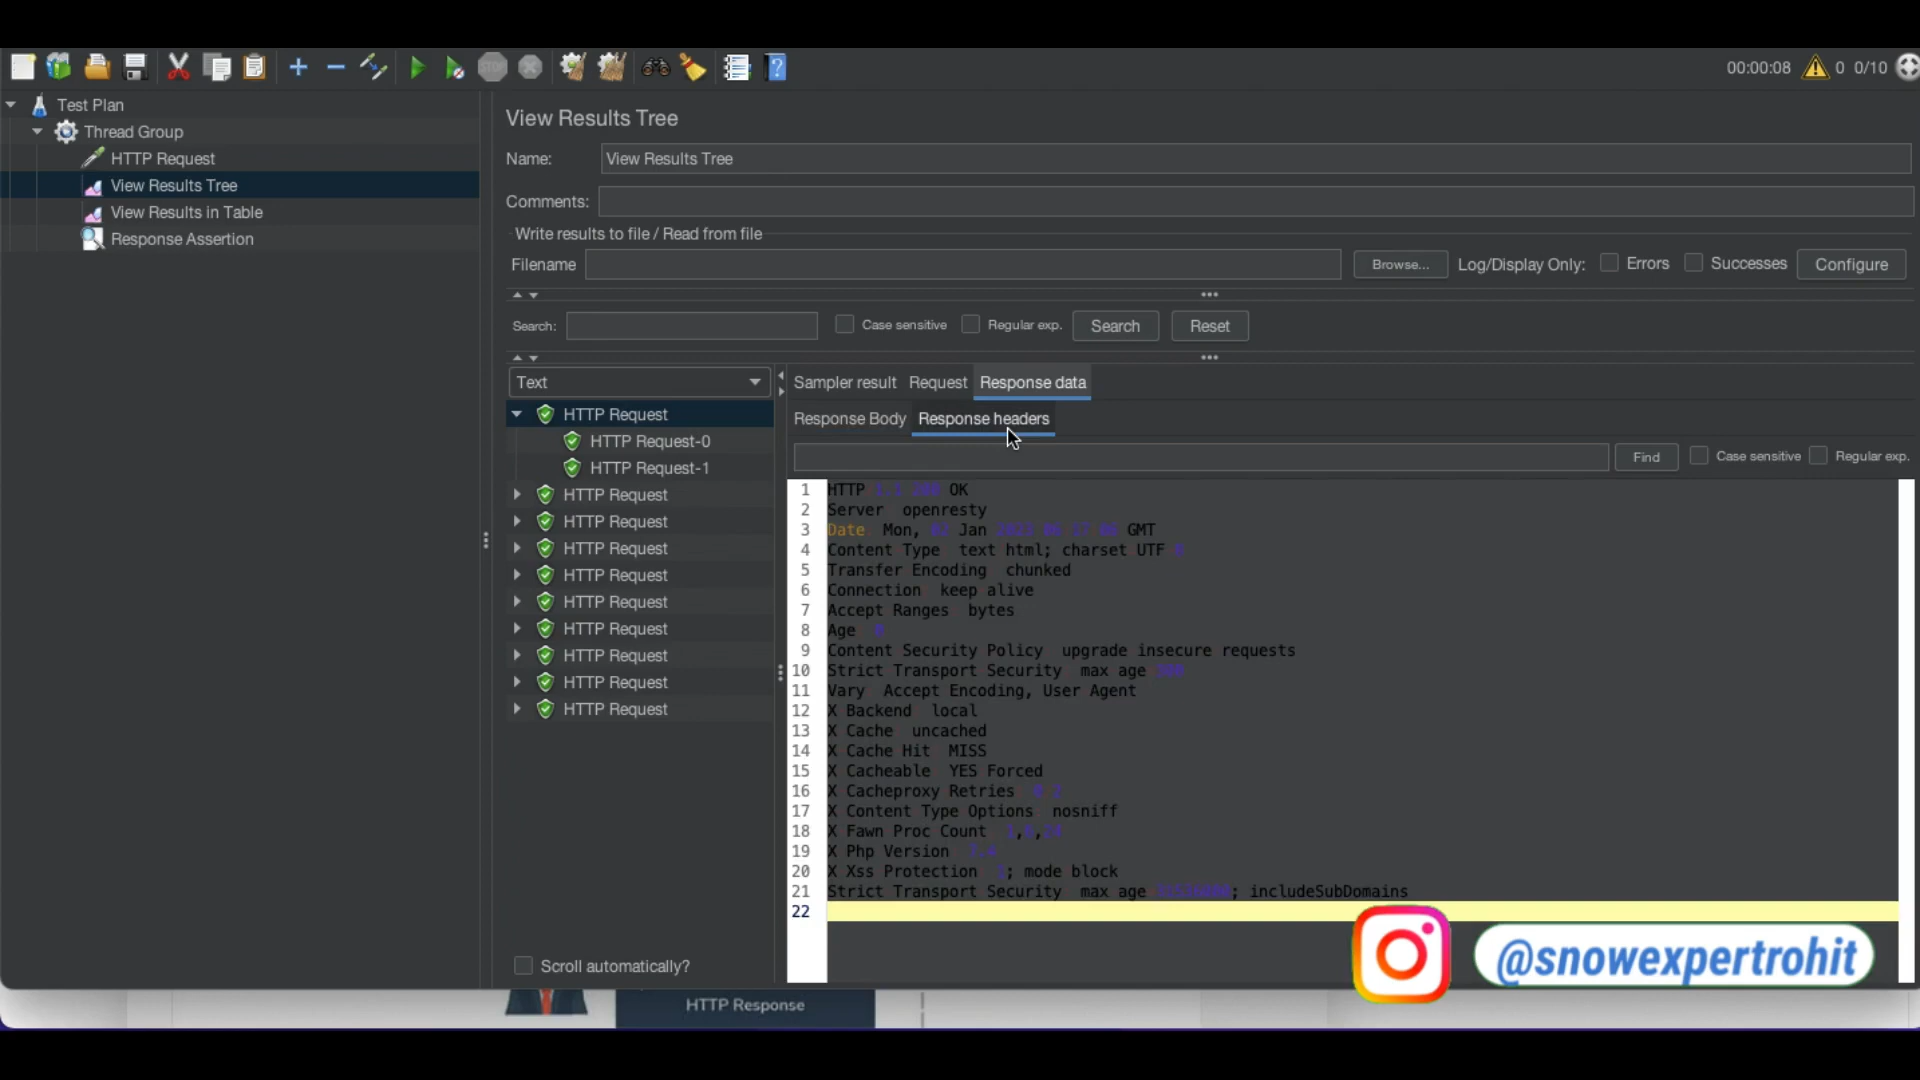 00:00:08 0 0/10
Test Plan
Thread Group
HTTP Request
View Results Tree
View Results in Table
Response Assertion
View Results Tree
Name: View Results Tree
Comments:
Write results to file / Read from file
Filename Browse... Log/Display Only: Errors Successes Configure
Search: Case sensitive Regular exp. Search Reset
Text
HTTP Request
HTTP Request-0
HTTP Request-1
HTTP Request
HTTP Request
HTTP Request
HTTP Request
HTTP Request
HTTP Request
HTTP Request
HTTP Request
HTTP Request
Scroll automatically?
Sampler result Request Response data
Response Body Response headers
Find Case sensitive Regular exp.
1 HTTP 1.1 200 OK
2 Server openresty
3 Date Mon, Jan GMT
4 Content Type text html; charset UTF 8
5 Transfer Encoding chunked
6 Connection keep alive
7 Accept Ranges bytes
8 Age
9 Content Security Policy upgrade insecure requests
10 Strict Transport Security max age
11 Vary Accept Encoding, User Agent
12 X Backend local
13 X Cache uncached
14 X Cache Hit MISS
15 X Cacheable YES Forced
16 X Cacheproxy Retries
17 X Content Type Options nosniff
18 X Fawn Proc Count
19 X Php Version 7.4
20 X Xss Protection 1; mode block
21 Strict Transport Security max age ; includeSubDomains
22
@snowexpertrohit
HTTP Response